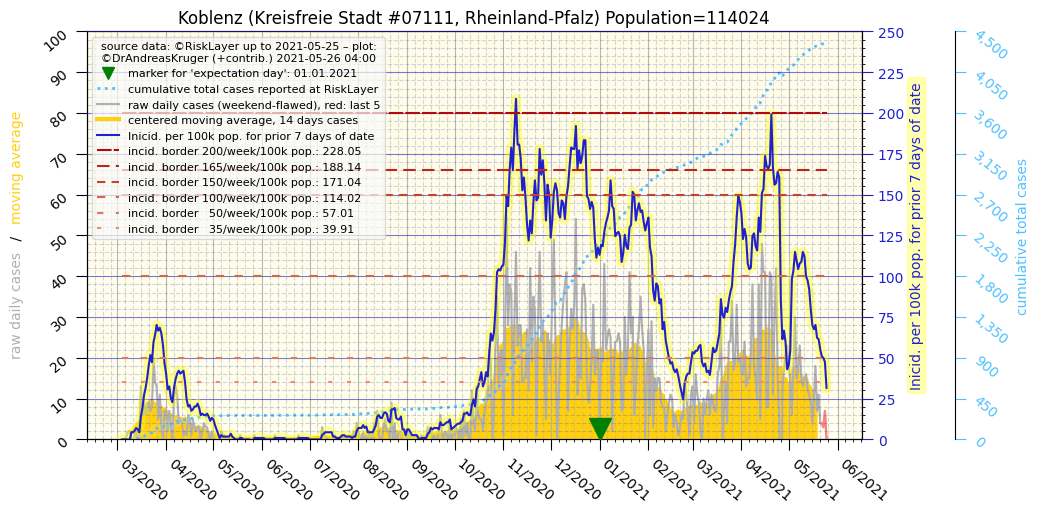 Koblenz (Kreisfreie Stadt #07111, Rheinland-Pfalz) Population=114024
source data: ©RiskLayer up to 2021-05-25 – plot:
©DrAndreasKruger (+contrib.) 2021-05-26 04:00
marker for 'expectation day': 01.01.2021
cumulative total cases reported at RiskLayer
raw daily cases (weekend-flawed), red: last 5
centered moving average, 14 days cases
Inicid. per 100k pop. for prior 7 days of date
incid. border 200/week/100k pop.: 228.05
incid. border 165/week/100k pop.: 188.14
incid. border 150/week/100k pop.: 171.04
incid. border 100/week/100k pop.: 114.02
incid. border 50/week/100k pop.: 57.01
incid. border 35/week/100k pop.: 39.91
raw daily cases / moving average
100
90
80
70
60
50
40
30
20
10
0
03/2020
04/2020
05/2020
06/2020
07/2020
08/2020
09/2020
10/2020
11/2020
12/2020
01/2021
02/2021
03/2021
04/2021
05/2021
06/2021
250
225
200
175
150
125
100
75
50
25
0
Inicid. per 100k pop. for prior 7 days of date
4,500
4,050
3,600
3,150
2,700
2,250
1,800
1,350
900
450
0
cumulative total cases